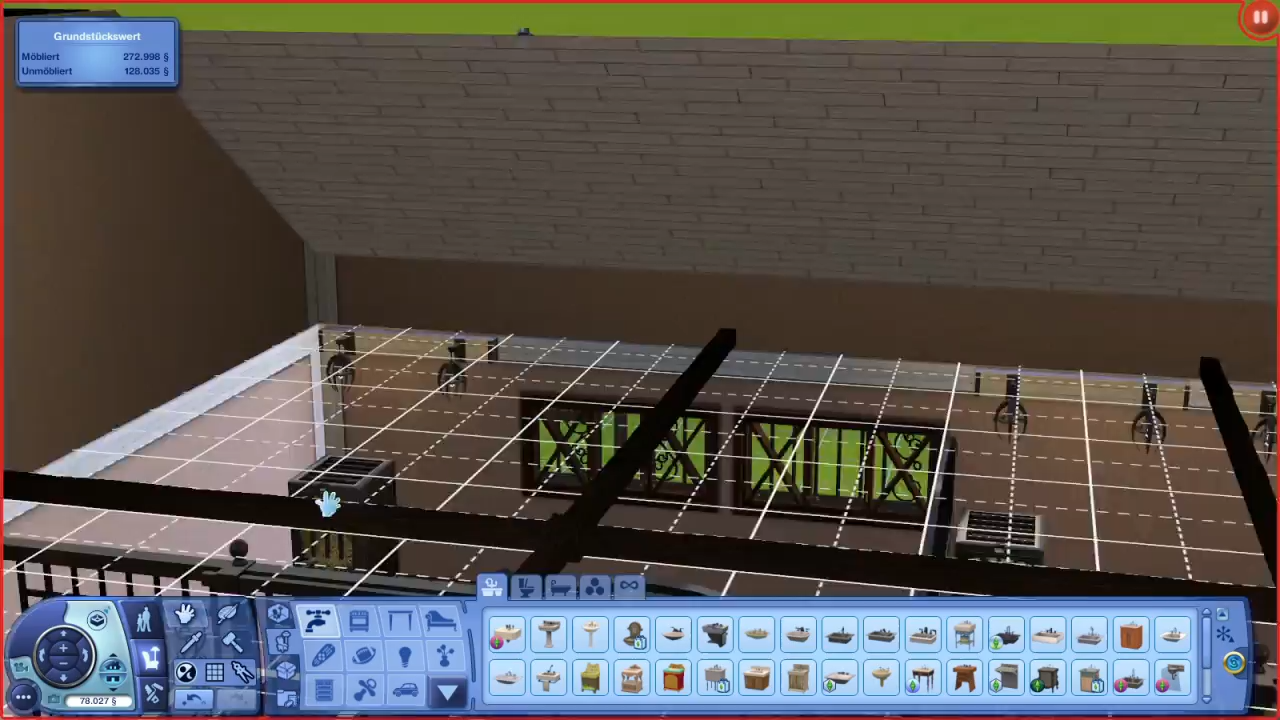 Grundstückswert
Möbliert 272.998 §
Unmöbliert 128.035 §
78.027 §